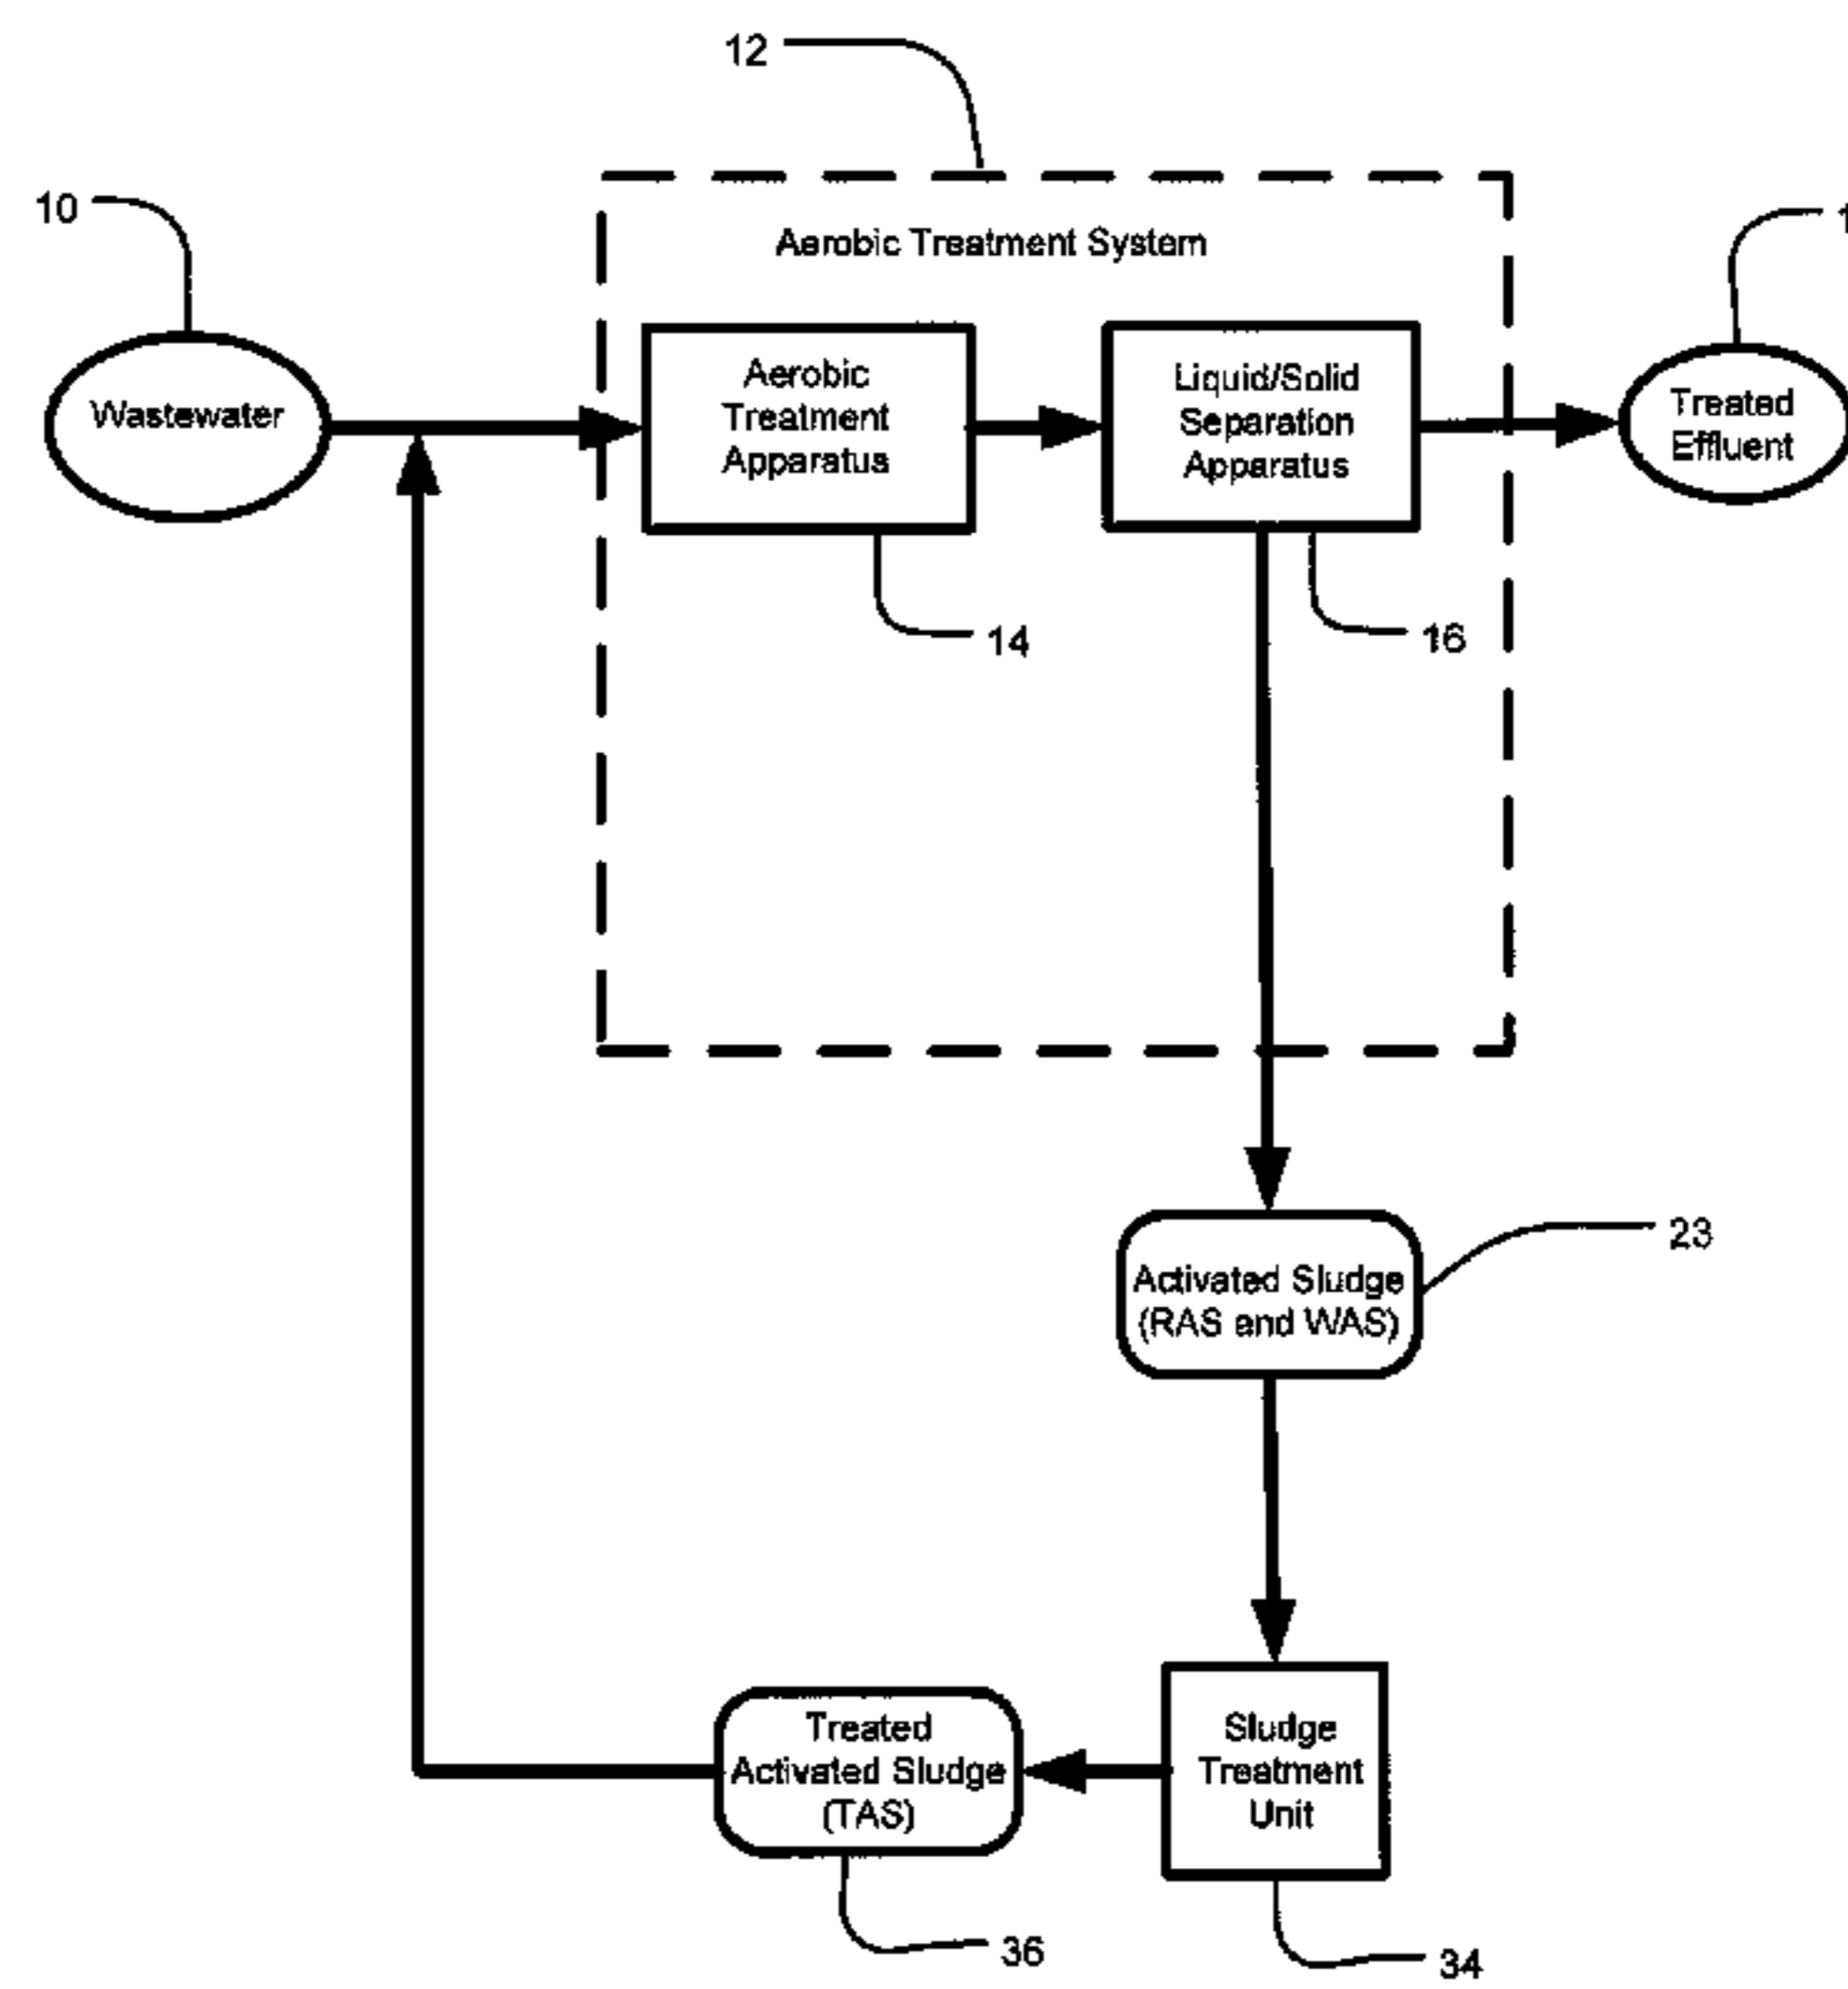 12
10
Aerobic Treatment System
Wastewater
Aerobic
Treatment
Apparatus
Liquid/Solid
Separation
Apparatus
Treated
Effluent
14
16
Activated Sludge
(RAS and WAS)
23
Treated
Activated Sludge
(TAS)
Sludge
Treatment
Unit
36
34